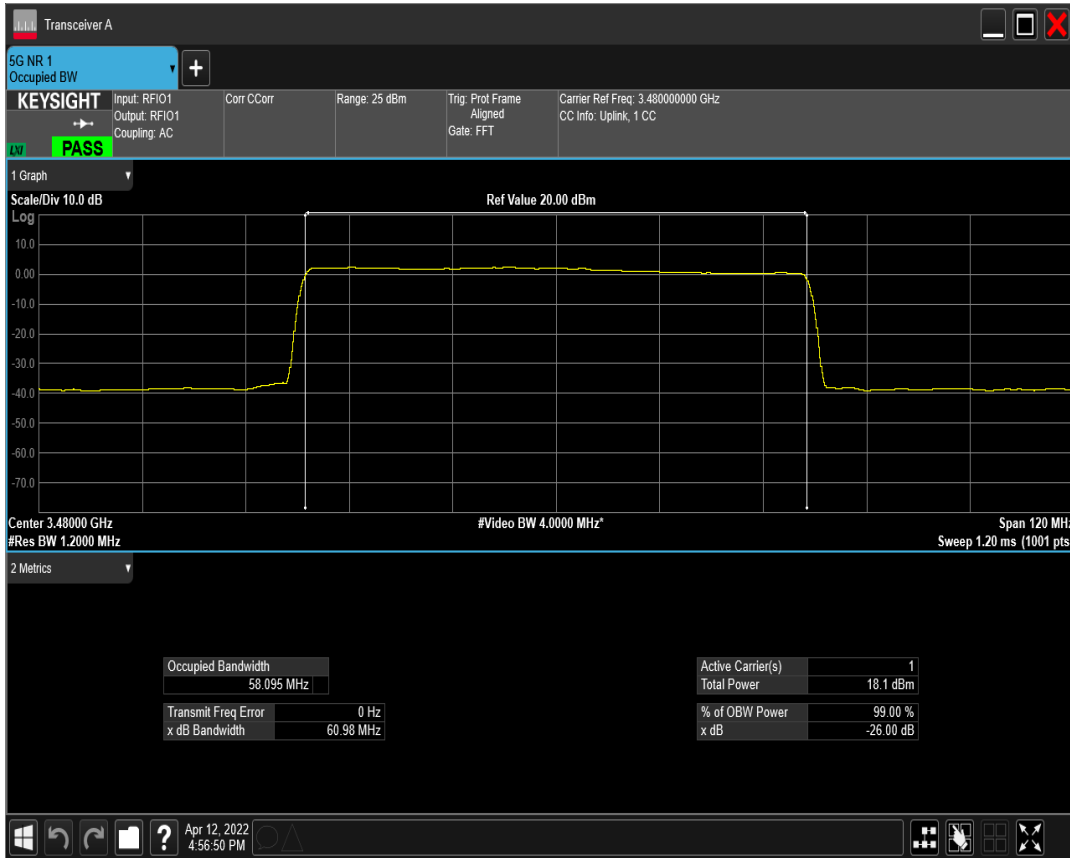 Transceiver A
5G NR 1
Occupied BW
KEYSIGHT
LXI
PASS
Input: RFIO1
Output: RFIO1
Coupling: AC
Corr CCorr
Range: 25 dBm
Trig: Prot Frame
Aligned
Gate: FFT
Carrier Ref Freq: 3.480000000 GHz
CC Info: Uplink, 1 CC
1 Graph
Scale/Div 10.0 dB
Ref Value 20.00 dBm
Log
10.0
0.00
-10.0
-20.0
-30.0
-40.0
-50.0
-60.0
-70.0
Center 3.48000 GHz
#Video BW 4.0000 MHz*
Span 120 MHz
#Res BW 1.2000 MHz
Sweep 1.20 ms (1001 pts
2 Metrics
Occupied Bandwidth
58.095 MHz
Transmit Freq Error 0 Hz
x dB Bandwidth 60.98 MHz
Active Carrier(s) 1
Total Power 18.1 dBm
% of OBW Power 99.00 %
x dB -26.00 dB
?
Apr 12, 2022
4:56:50 PM